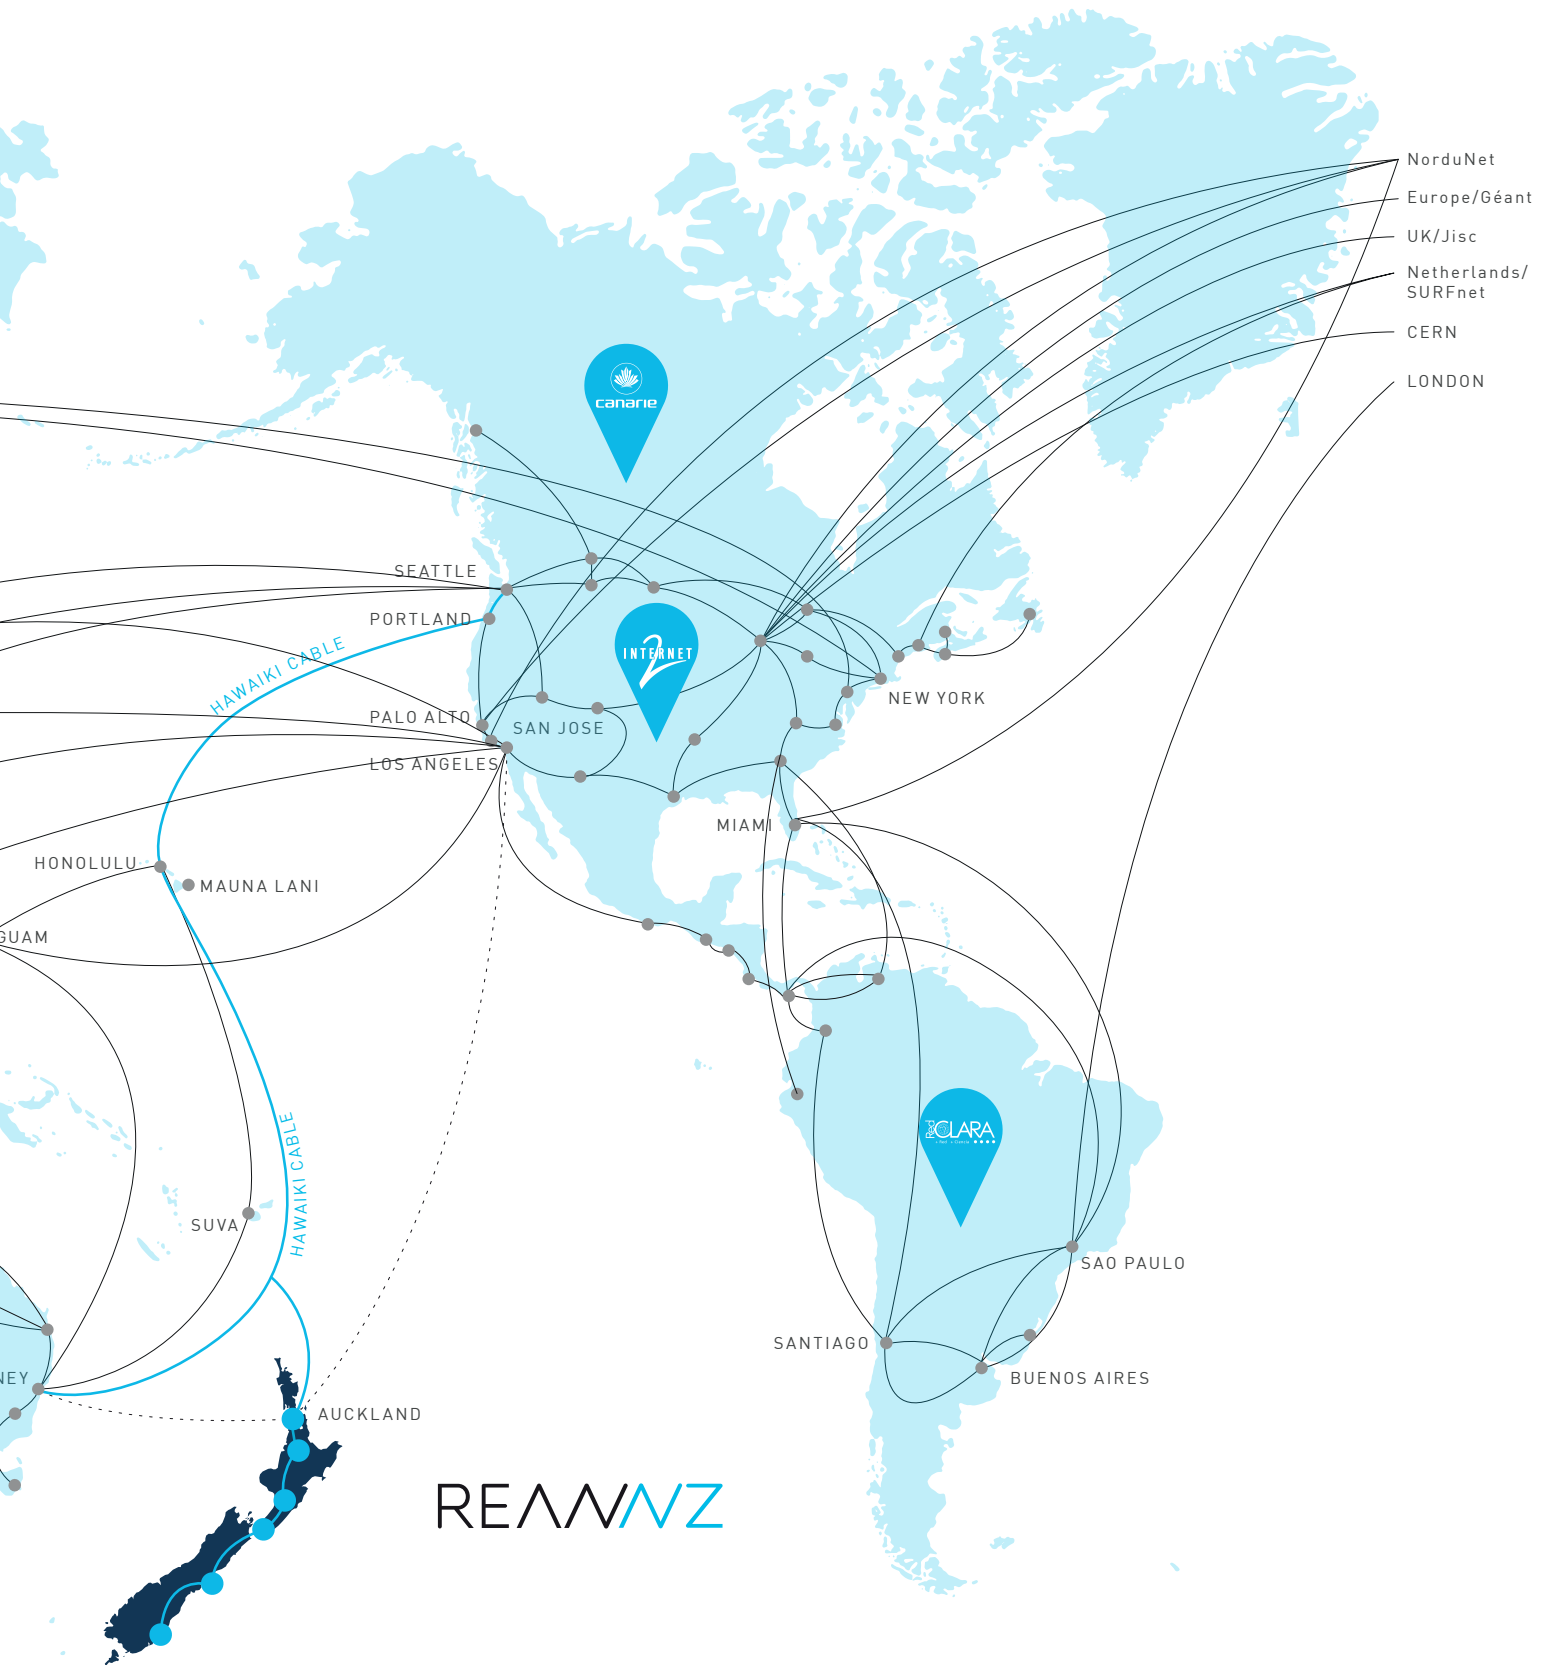 NorduNet
Europe/Géant
UK/Jisc
Netherlands/
SURFnet
CERN
LONDON
canarie
SEATTLE
PORTLAND
HAWAIKI CABLE
INTERNET
2
NEW YORK
PALO ALTO
SAN JOSE
LOS ANGELES
MIAMI
HONOLULU
MAUNA LANI
GUAM
Red
CLARA
HAWAIKI CABLE
SUVA
SAO PAULO
SANTIAGO
BUENOS AIRES
NEY
AUCKLAND
REANNZ